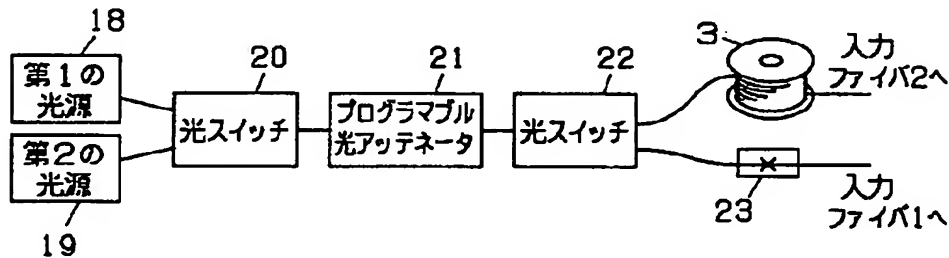 18
第1の
光源
第2の
光源
19
20
光スイッチ
21
プログラマブル
光アッテネータ
22
光スイッチ
3
入力
ファイバ2へ
23
入力
ファイバ1へ